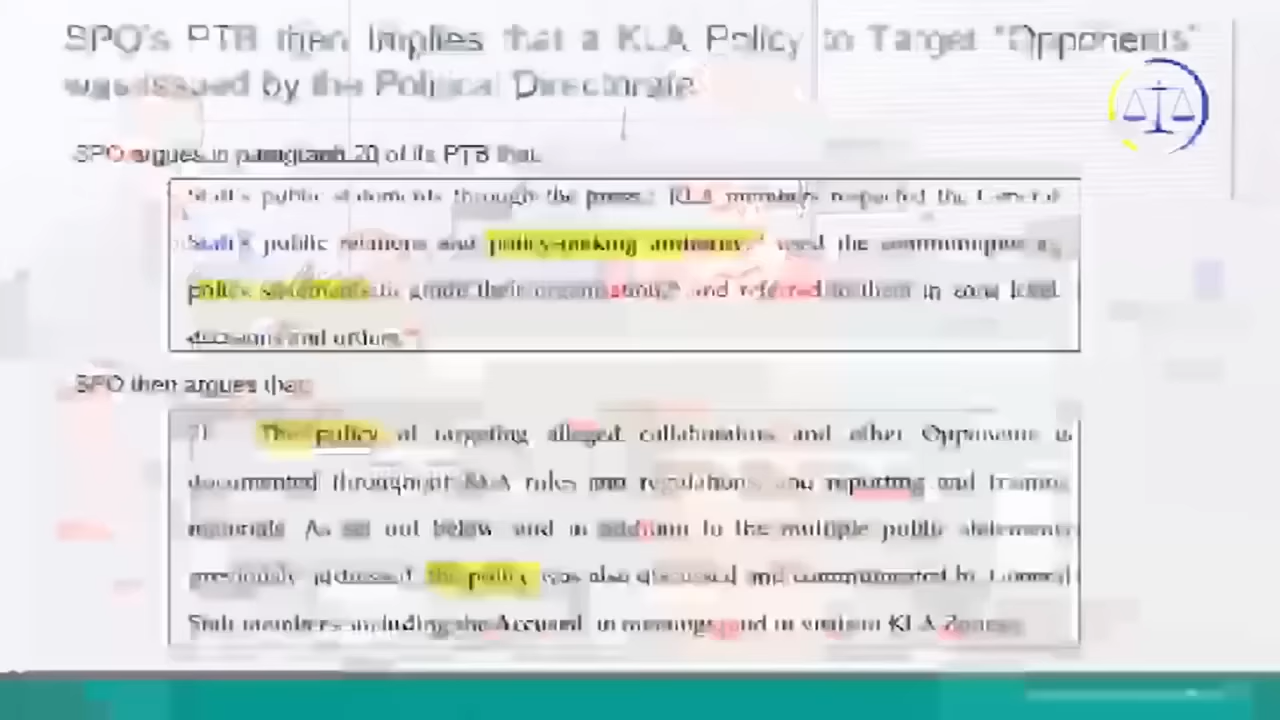 SPO's PTB then Implies that a KLA Policy to Target "Opponents"
was issued by the Political Directorate
SPO argues in paragraph 20 of its PTB that:
Staff's public statements through the press. KLA members respected the General
Staff's public relations and policy-making authority, used the communiqués
policy statements to guide their organisation, and referred to them in zone level
decisions and orders.
SPO then argues that:
The policy of targeting alleged collaborators and other Opponents is
documented throughout KLA rules and regulations, and reporting and training
materials. As set out below, and in addition to the multiple public statements
previously addressed, the policy was also discussed and communicated by General
Staff members including the Accused, in meetings and in visits to KLA Zones.